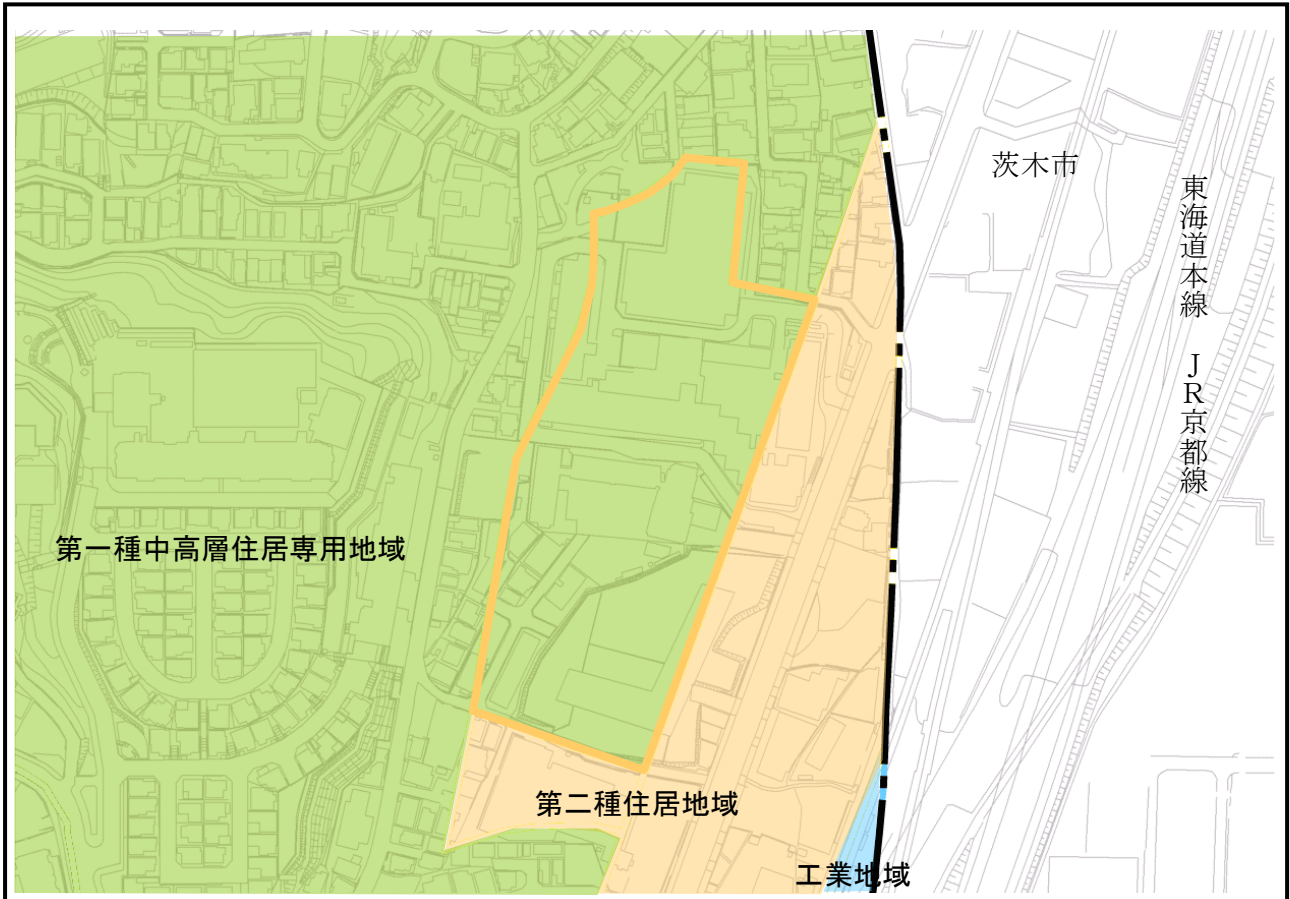 茨木市
東海道本線 JR京都線
第一種中高層住居専用地域
第二種住居地域
工業地域